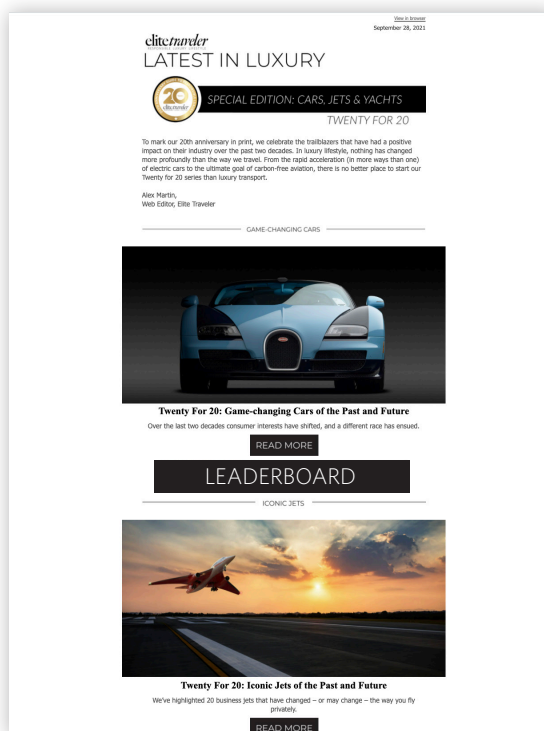 View in browser
September 28, 2021
elitetraveler
RESPONSIBLE LUXURY LIFESTYLE
LATEST IN LUXURY
20
elitetraveler
SPECIAL EDITION: CARS, JETS & YACHTS
TWENTY FOR 20
To mark our 20th anniversary in print, we celebrate the trailblazers that have had a positive
impact on their industry over the past two decades. In luxury lifestyle, nothing has changed
more profoundly than the way we travel. From the rapid acceleration (in more ways than one)
of electric cars to the ultimate goal of carbon-free aviation, there is no better place to start our
Twenty for 20 series than luxury transport.
Alex Martin,
Web Editor, Elite Traveler
GAME-CHANGING CARS
Twenty For 20: Game-changing Cars of the Past and Future
Over the last two decades consumer interests have shifted, and a different race has ensued.
READ MORE
LEADERBOARD
ICONIC JETS
Twenty For 20: Iconic Jets of the Past and Future
We've highlighted 20 business jets that have changed – or may change – the way you fly
privately.
READ MORE